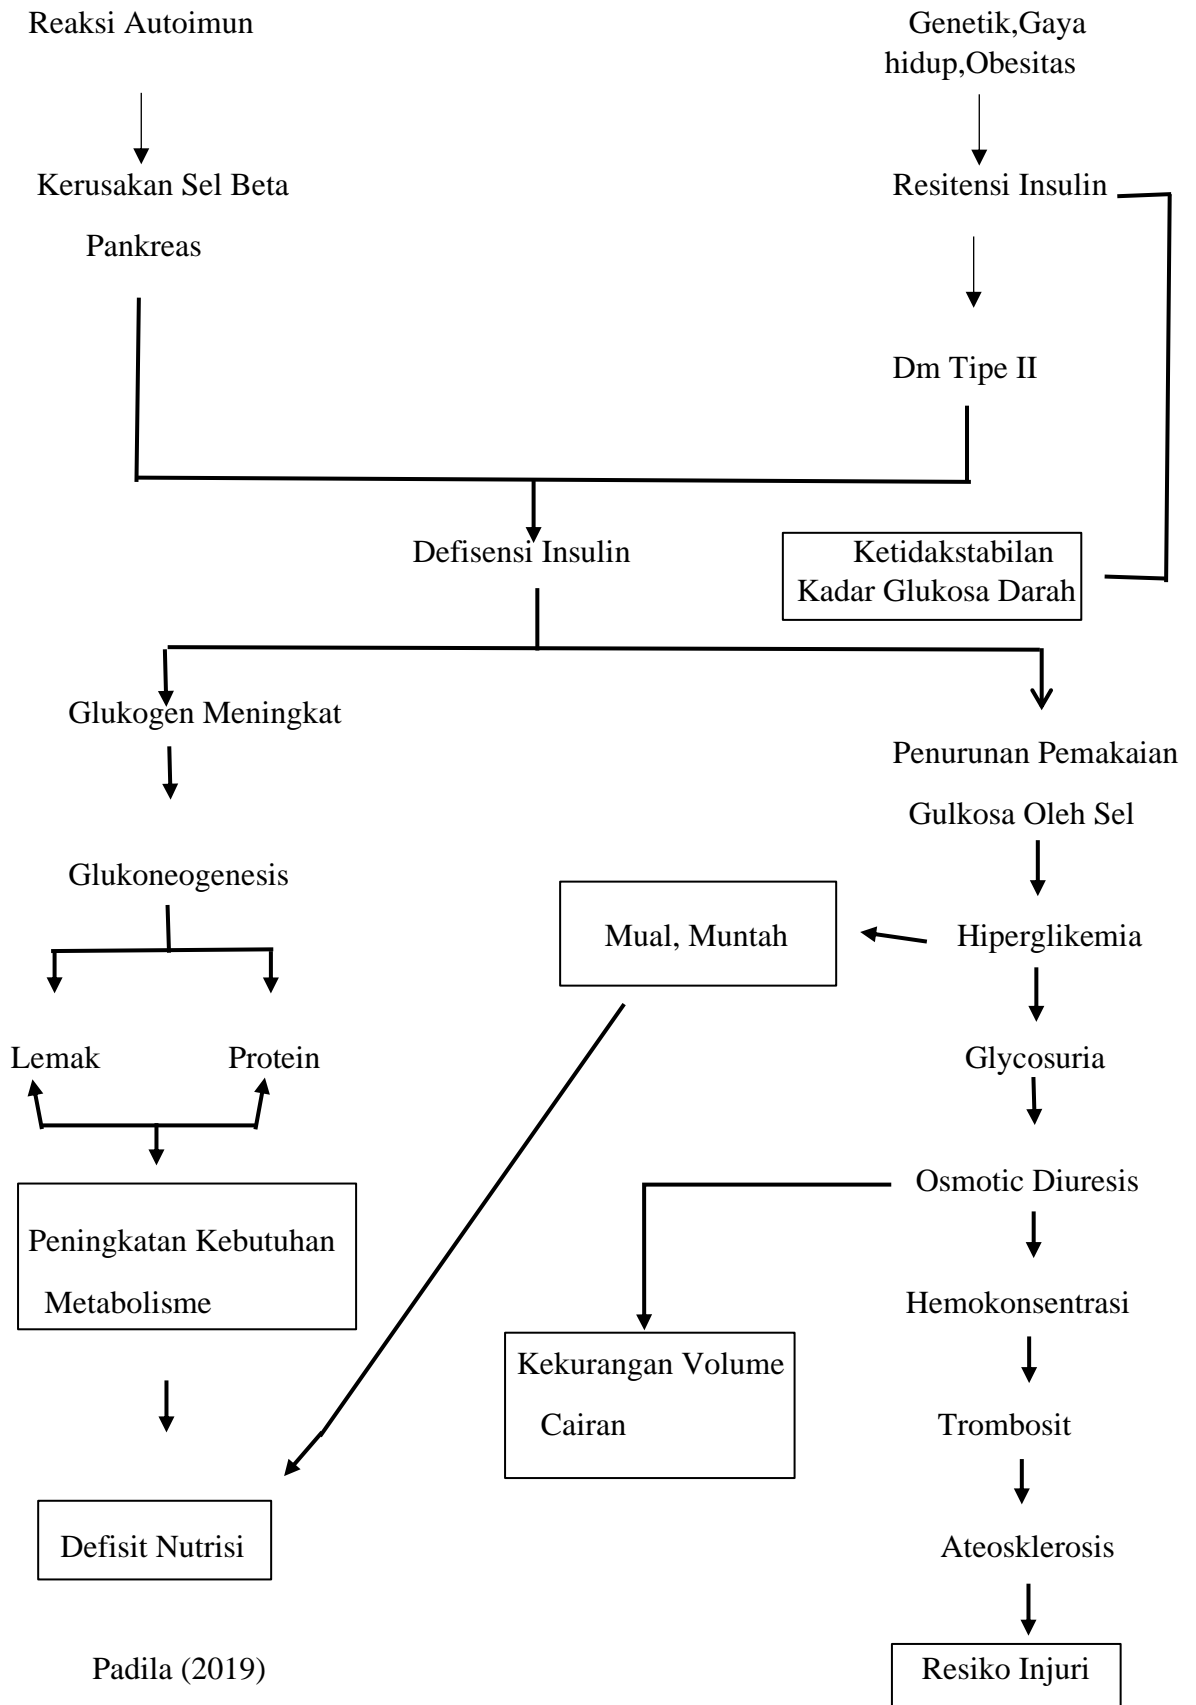 Reaksi Autoimun
Genetik,Gaya
hidup,Obesitas
Kerusakan Sel Beta
Pankreas
Resitensi Insulin
Dm Tipe II
Defisensi Insulin
Ketidakstabilan
Kadar Glukosa Darah
Glukogen Meningkat
Penurunan Pemakaian
Gulkosa Oleh Sel
Glukoneogenesis
Mual, Muntah
Hiperglikemia
Lemak
Protein
Glycosuria
Osmotic Diuresis
Peningkatan Kebutuhan
Metabolisme
Hemokonsentrasi
Kekurangan Volume
Cairan
Trombosit
Defisit Nutrisi
Ateosklerosis
Padila (2019)
Resiko Injuri